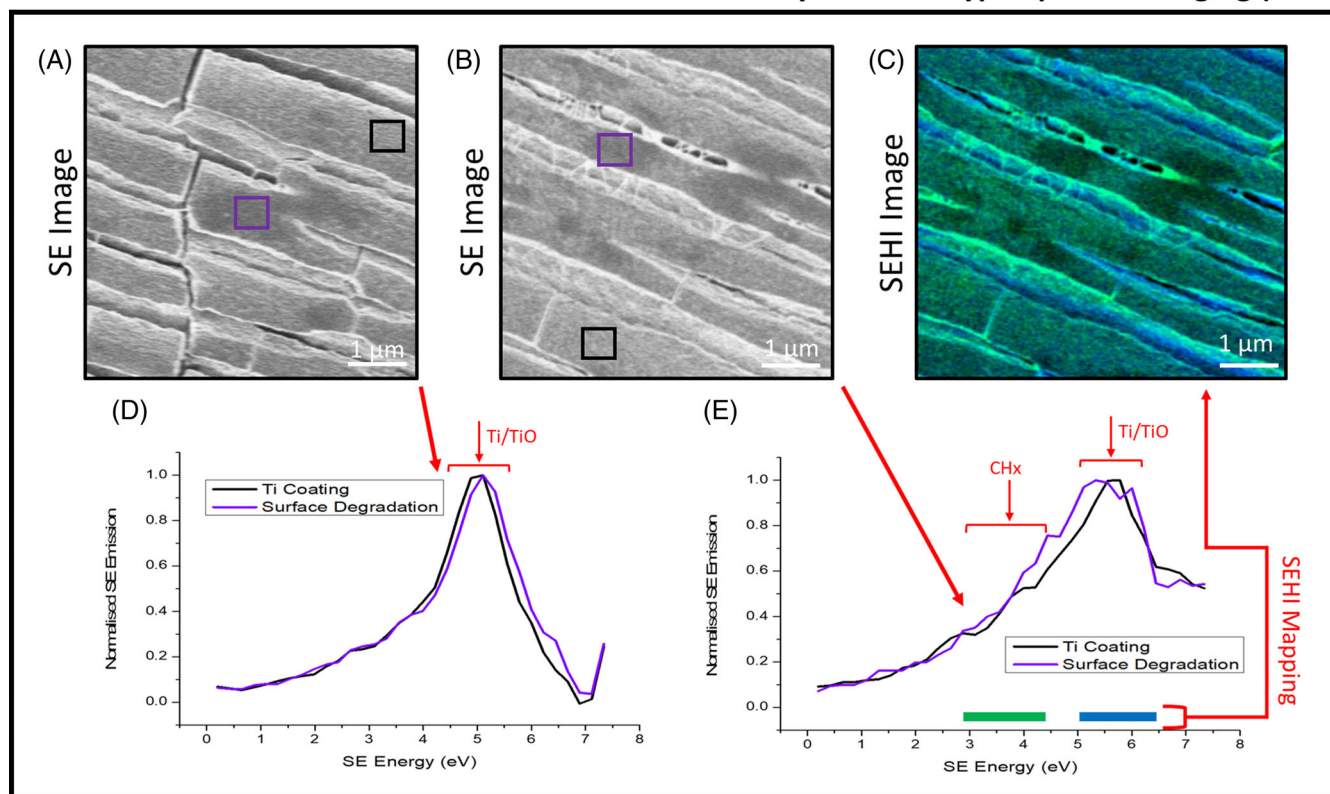 (A)
SE Image
1 µm
(B)
SE Image
1 µm
(C)
SEHI Image
1 µm
(D)
Ti/TiO
Ti Coating
Surface Degradation
Normalised SE Emission
1.0
0.8
0.6
0.4
0.2
0.0
0 1 2 3 4 5 6 7 8
SE Energy (eV)
(E)
CHx
Ti/TiO
Ti Coating
Surface Degradation
Normalised SE Emission
1.0
0.8
0.6
0.4
0.2
0.0
0 1 2 3 4 5 6 7 8
SE Energy (eV)
SEHI Mapping